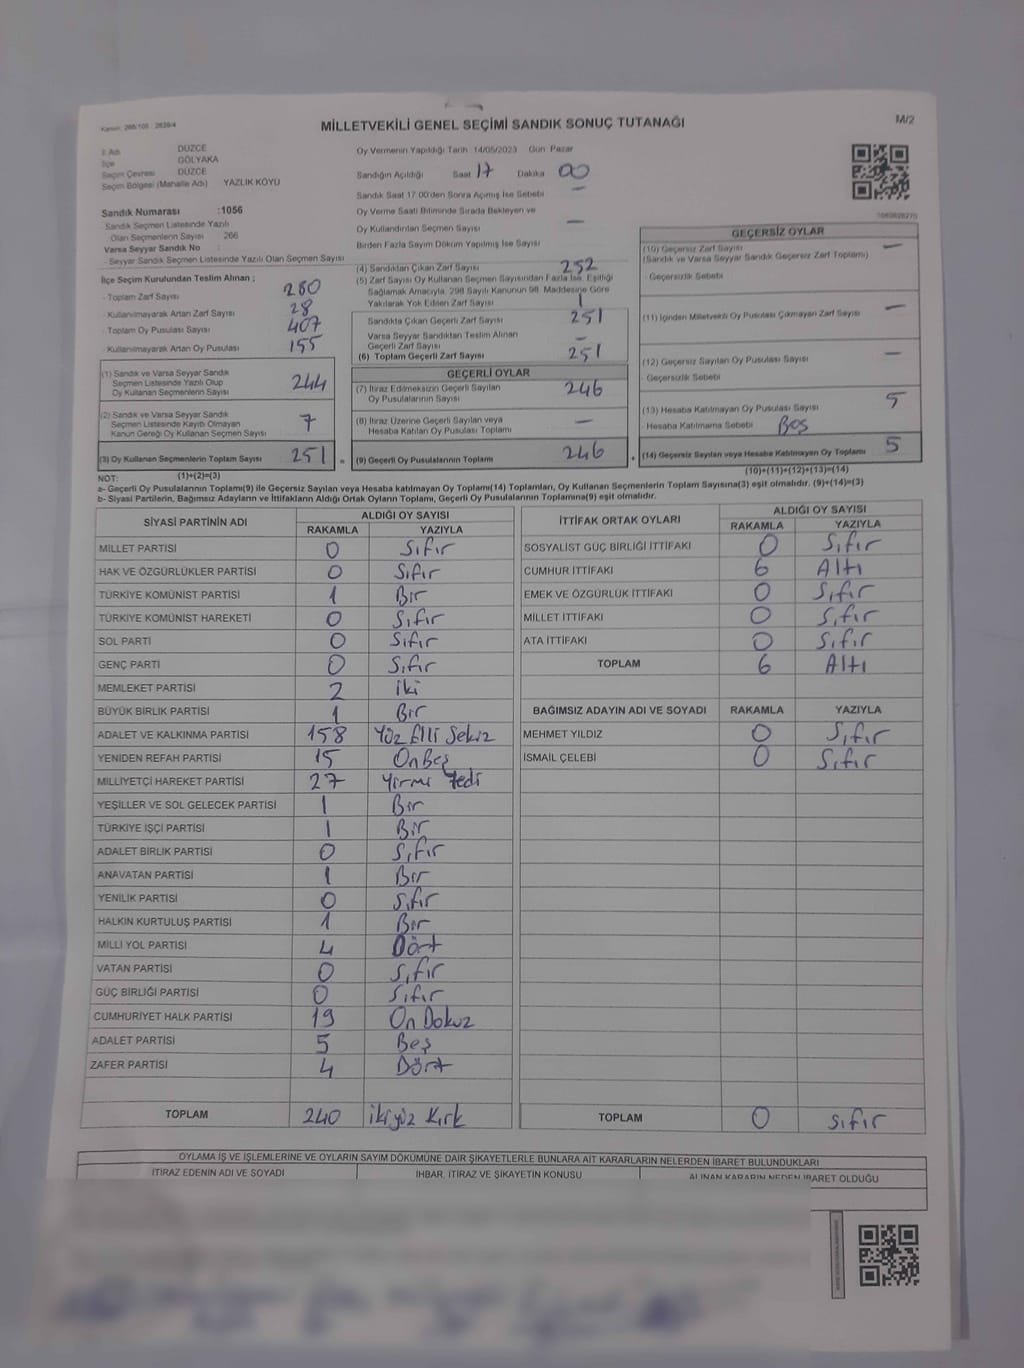 Kanun: 298/105 : 2839/4
MİLLETVEKİLİ GENEL SEÇİMİ SANDIK SONUÇ TUTANAĞI
M/2
İl Adı DÜZCE
İlçe GÖLYAKA
Seçim Çevresi DÜZCE
Seçim Bölgesi (Mahalle Adı) YAZLIK KÖYÜ
Sandık Numarası :1056
- Sandık Seçmen Listesinde Yazılı
Olan Seçmenlerin Sayısı : 266
Varsa Seyyar Sandık No :
- Seyyar Sandık Seçmen Listesinde Yazılı Olan Seçmen Sayısı
Oy Vermenin Yapıldığı Tarih :14/05/2023 Gün Pazar
Sandığın Açıldığı Saat 17 Dakika 00
Sandık Saat 17:00'den Sonra Açılmış İse Sebebi —
Oy Verme Saati Bitiminde Sırada Bekleyen ve
Oy Kullandırılan Seçmen Sayısı —
Birden Fazla Sayım Döküm Yapılmış İse Sayısı
İlçe Seçim Kurulundan Teslim Alınan ;
- Toplam Zarf Sayısı 280
- Kullanılmayarak Artan Zarf Sayısı 28
- Toplam Oy Pusulası Sayısı 407
- Kullanılmayarak Artan Oy Pusulası 155
(4) Sandıktan Çıkan Zarf Sayısı 252
(5) Zarf Sayısı Oy Kullanan Seçmen Sayısından Fazla İse, Eşitliği
Sağlamak Amacıyla, 298 Sayılı Kanunun 98. Maddesine Göre
Yakılarak Yok Edilen Zarf Sayısı 1
Sandıkta Çıkan Geçerli Zarf Sayısı 251
Varsa Seyyar Sandıktan Teslim Alınan
Geçerli Zarf Sayısı —
(6) Toplam Geçerli Zarf Sayısı 251
GEÇERSİZ OYLAR
(10) Geçersiz Zarf Sayısı —
(Sandık ve Varsa Seyyar Sandık Geçersiz Zarf Toplamı)
- Geçersizlik Sebebi
(11) İçinden Milletvekili Oy Pusulası Çıkmayan Zarf Sayısı —
(12) Geçersiz Sayılan Oy Pusulası Sayısı —
- Geçersizlik Sebebi
(13) Hesaba Katılmayan Oy Pusulası Sayısı 5
- Hesaba Katılmama Sebebi Boş
(14) Geçersiz Sayılan veya Hesaba Katılmayan Oy Toplamı 5
(10)+(11)+(12)+(13)=(14)
(1) Sandık ve Varsa Seyyar Sandık
Seçmen Listesinde Yazılı Olup
Oy Kullanan Seçmenlerin Sayısı 244
(2) Sandık ve Varsa Seyyar Sandık
Seçmen Listesinde Kaydı Olmayan
Kanun Gereği Oy Kullanan Seçmen Sayısı 7
(3) Oy Kullanan Seçmenlerin Toplam Sayısı 251 =
GEÇERLİ OYLAR
(7) İtiraz Edilmeksizin Geçerli Sayılan
Oy Pusulalarının Sayısı 246
(8) İtiraz Üzerine Geçerli Sayılan veya
Hesaba Katılan Oy Pusulası Toplamı —
(9) Geçerli Oy Pusulalarının Toplamı 246 +
NOT: (1)+(2)=(3)
a- Geçerli Oy Pusulalarının Toplamı(9) ile Geçersiz Sayılan veya Hesaba katılmayan Oy Toplamı(14) Toplamları, Oy Kullanan Seçmenlerin Toplam Sayısına(3) eşit olmalıdır. (9)+(14)=(3)
b- Siyasi Partilerin, Bağımsız Adayların ve İttifakların Aldığı Ortak Oyların Toplamı, Geçerli Oy Pusulalarının Toplamına(9) eşit olmalıdır.
SİYASİ PARTİNİN ADI ALDIĞI OY SAYISI
RAKAMLA YAZIYLA
MİLLET PARTİSİ 0 Sıfır
HAK VE ÖZGÜRLÜKLER PARTİSİ 0 Sıfır
TÜRKİYE KOMÜNİST PARTİSİ 1 Bir
TÜRKİYE KOMÜNİST HAREKETİ 0 Sıfır
SOL PARTİ 0 Sıfır
GENÇ PARTİ 0 Sıfır
MEMLEKET PARTİSİ 2 iki
BÜYÜK BİRLİK PARTİSİ 1 Bir
ADALET VE KALKINMA PARTİSİ 158 Yüz Elli Sekiz
YENİDEN REFAH PARTİSİ 15 OnBeş
MİLLİYETÇİ HAREKET PARTİSİ 27 Yirmi Yedi
YEŞİLLER VE SOL GELECEK PARTİSİ 1 Bir
TÜRKİYE İŞÇİ PARTİSİ 1 Bir
ADALET BİRLİK PARTİSİ 0 Sıfır
ANAVATAN PARTİSİ 1 Bir
YENİLİK PARTİSİ 0 Sıfır
HALKIN KURTULUŞ PARTİSİ 1 Bir
MİLLİ YOL PARTİSİ 4 Dört
VATAN PARTİSİ 0 Sıfır
GÜÇ BİRLİĞİ PARTİSİ 0 Sıfır
CUMHURİYET HALK PARTİSİ 19 On Dokuz
ADALET PARTİSİ 5 Beş
ZAFER PARTİSİ 4 Dört
TOPLAM 240 ikiyüz Kırk
İTTİFAK ORTAK OYLARI ALDIĞI OY SAYISI
RAKAMLA YAZIYLA
SOSYALİST GÜÇ BİRLİĞİ İTTİFAKI 0 Sıfır
CUMHUR İTTİFAKI 6 Altı
EMEK VE ÖZGÜRLÜK İTTİFAKI 0 Sıfır
MİLLET İTTİFAKI 0 Sıfır
ATA İTTİFAKI 0 Sıfır
TOPLAM 6 Altı
BAĞIMSIZ ADAYIN ADI VE SOYADI RAKAMLA YAZIYLA
MEHMET YILDIZ 0 Sıfır
İSMAİL ÇELEBİ 0 Sıfır
TOPLAM 0 Sıfır
OYLAMA İŞ VE İŞLEMLERİNE VE OYLARIN SAYIM DÖKÜMÜNE DAİR ŞİKAYETLERLE BUNLARA AİT KARARLARIN NELERDEN İBARET BULUNDUKLARI
İTİRAZ EDENİN ADI VE SOYADI İHBAR, İTİRAZ VE ŞİKAYETİN KONUSU ALINAN KARARIN NEDEN İBARET OLDUĞU